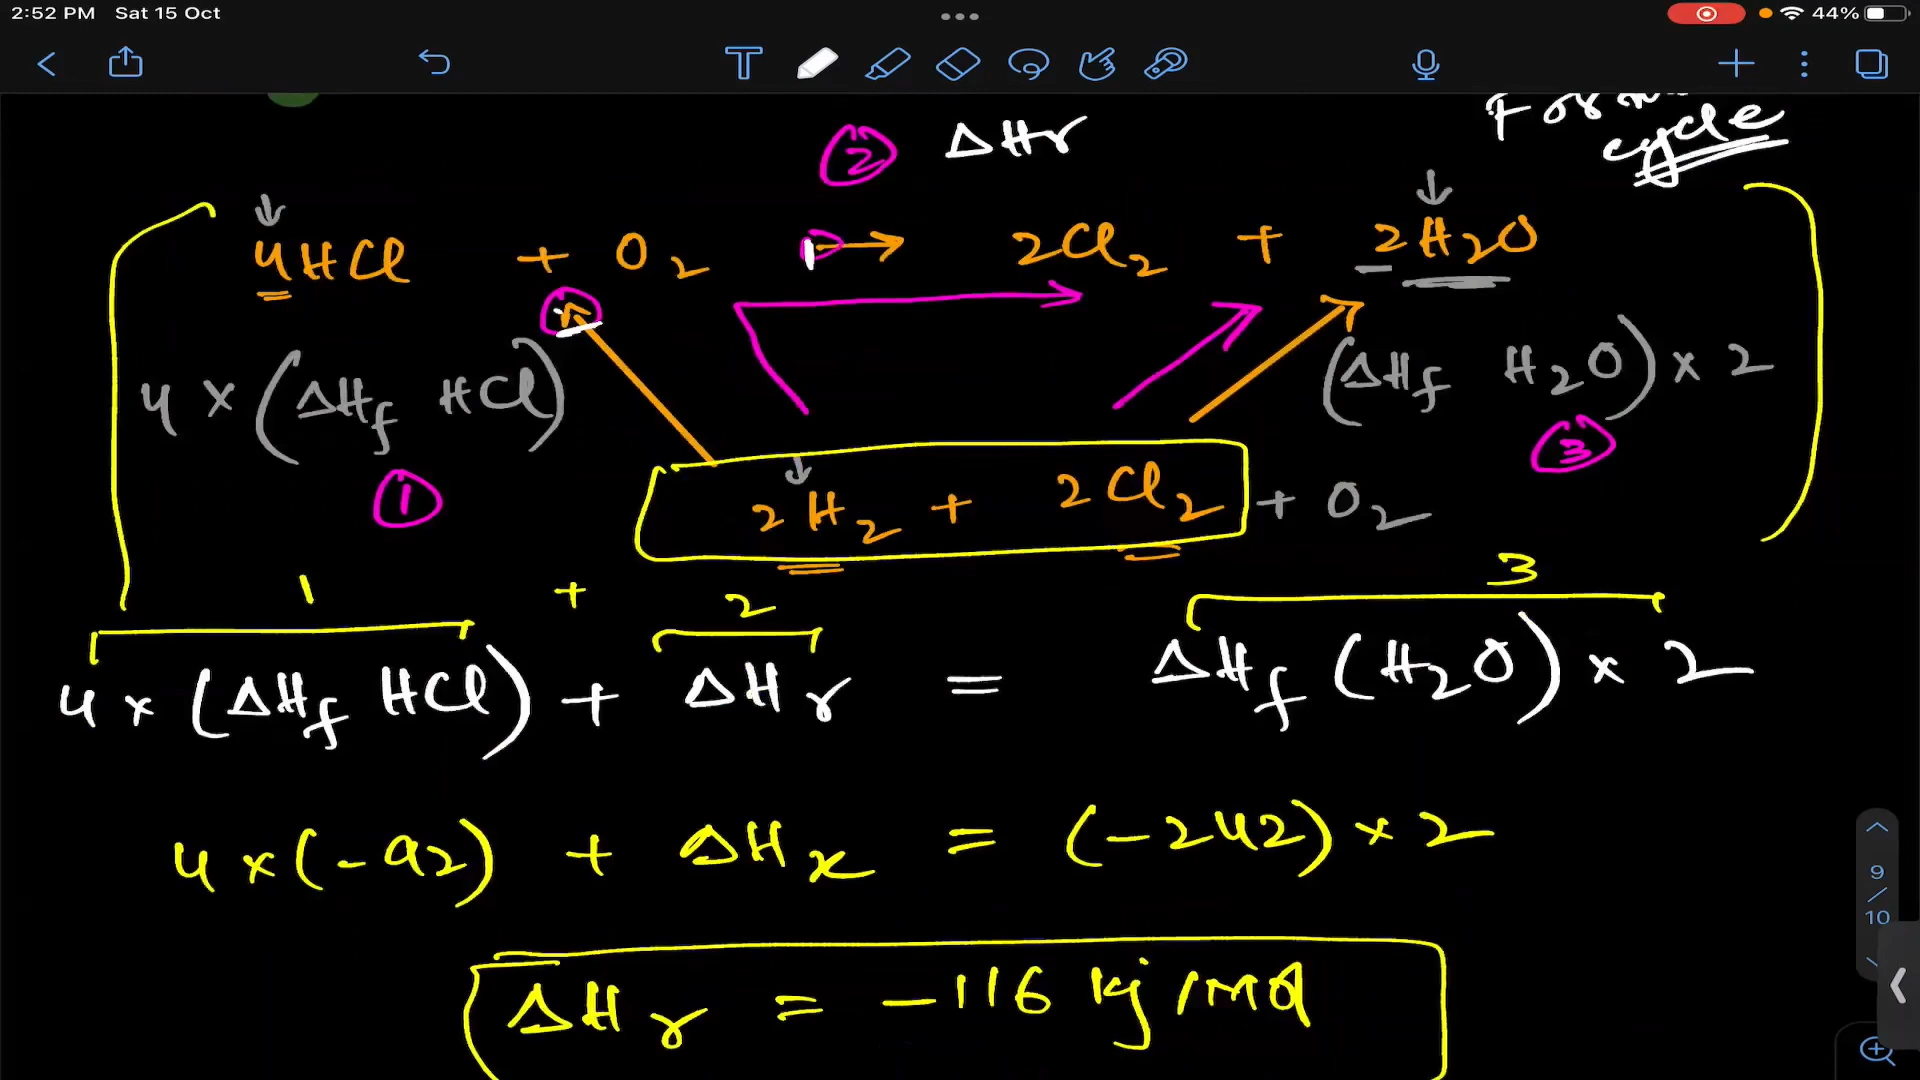 2:52 PM Sat 15 Oct
44%
T
2 ΔHr
cycle
4HCl + O2 → 2Cl2 + 2H2O
4 × (ΔHf HCl)
(ΔHf H2O) × 2
1
3
2H2 + 2Cl2 + O2
1 + 2 3
4 × (ΔHf HCl) + ΔHr = ΔHf (H2O) × 2
4 × (-92) + ΔHr = (-242) × 2
ΔHr = -116 kj/mol
9
/
10